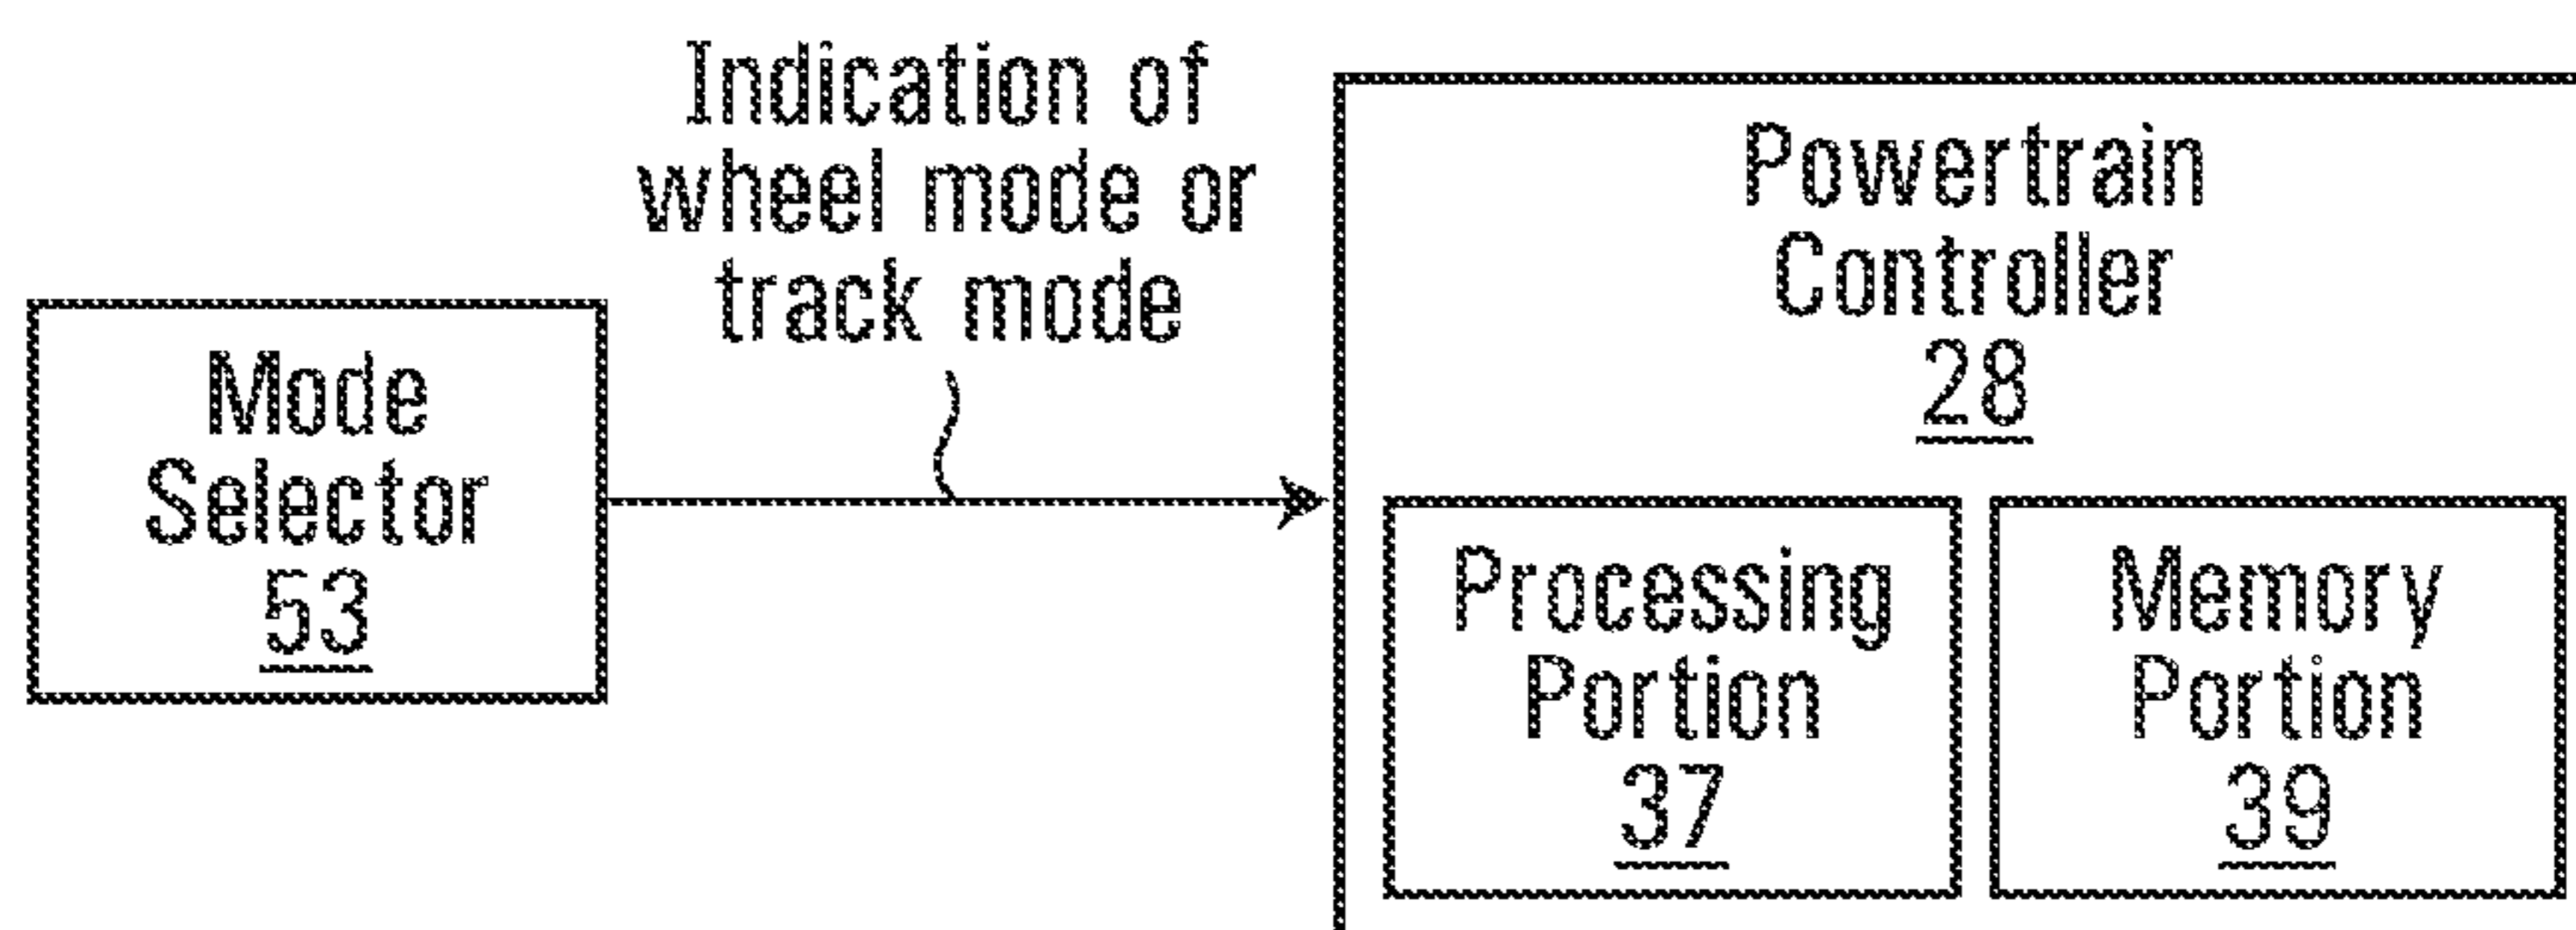 Indication of
wheel mode or
track mode
Mode
Selector
53
Powertrain
Controller
28
Processing
Portion
37
Memory
Portion
39